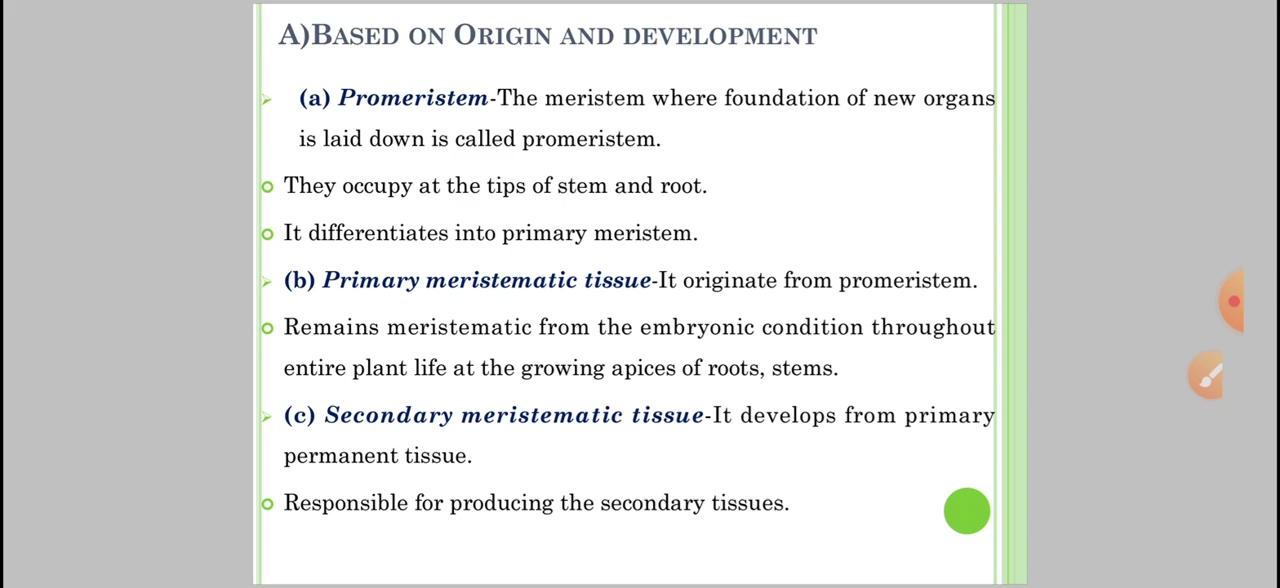 A)BASED ON ORIGIN AND DEVELOPMENT
(a) Promeristem-The meristem where foundation of new organs
is laid down is called promeristem.
They occupy at the tips of stem and root.
It differentiates into primary meristem.
(b) Primary meristematic tissue-It originate from promeristem.
Remains meristematic from the embryonic condition throughout
entire plant life at the growing apices of roots, stems.
(c) Secondary meristematic tissue-It develops from primary
permanent tissue.
Responsible for producing the secondary tissues.